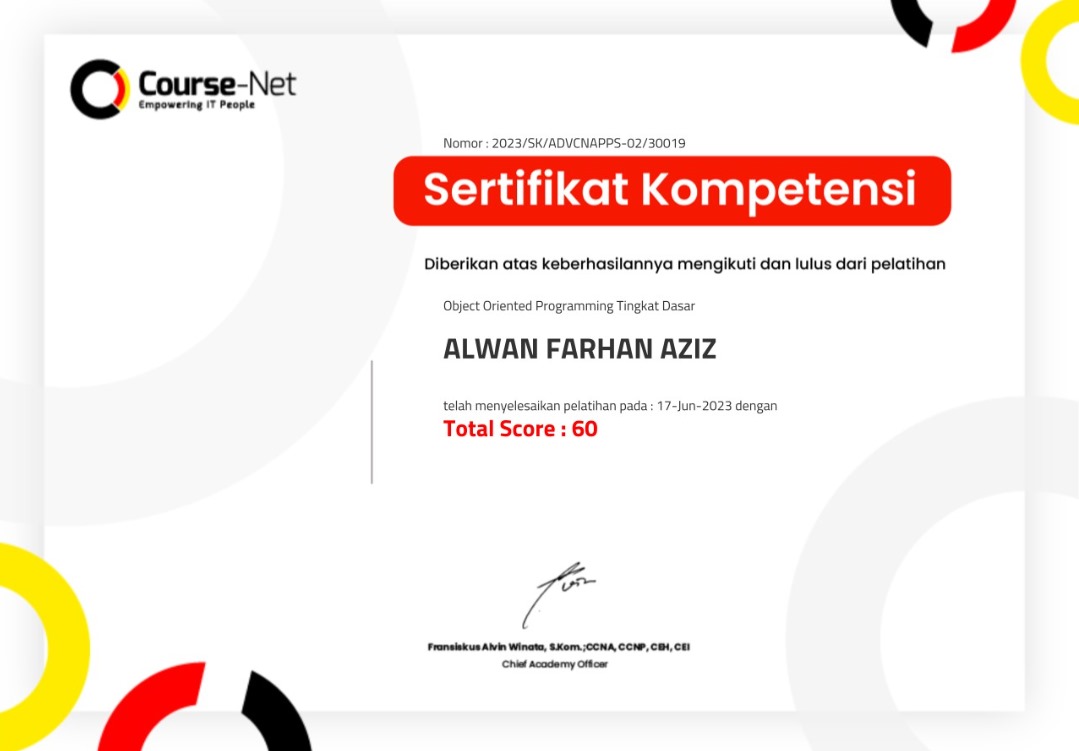 Course-Net
Empowering IT People
Nomor : 2023/SK/ADVCNAPPS-02/30019
Sertifikat Kompetensi
Diberikan atas keberhasilannya mengikuti dan lulus dari pelatihan
Object Oriented Programming Tingkat Dasar
ALWAN FARHAN AZIZ
telah menyelesaikan pelatihan pada : 17-Jun-2023 dengan
Total Score : 60
Fransiskus Alvin Winata, S.Kom.;CCNA, CCNP, CEH, CEI
Chief Academy Officer